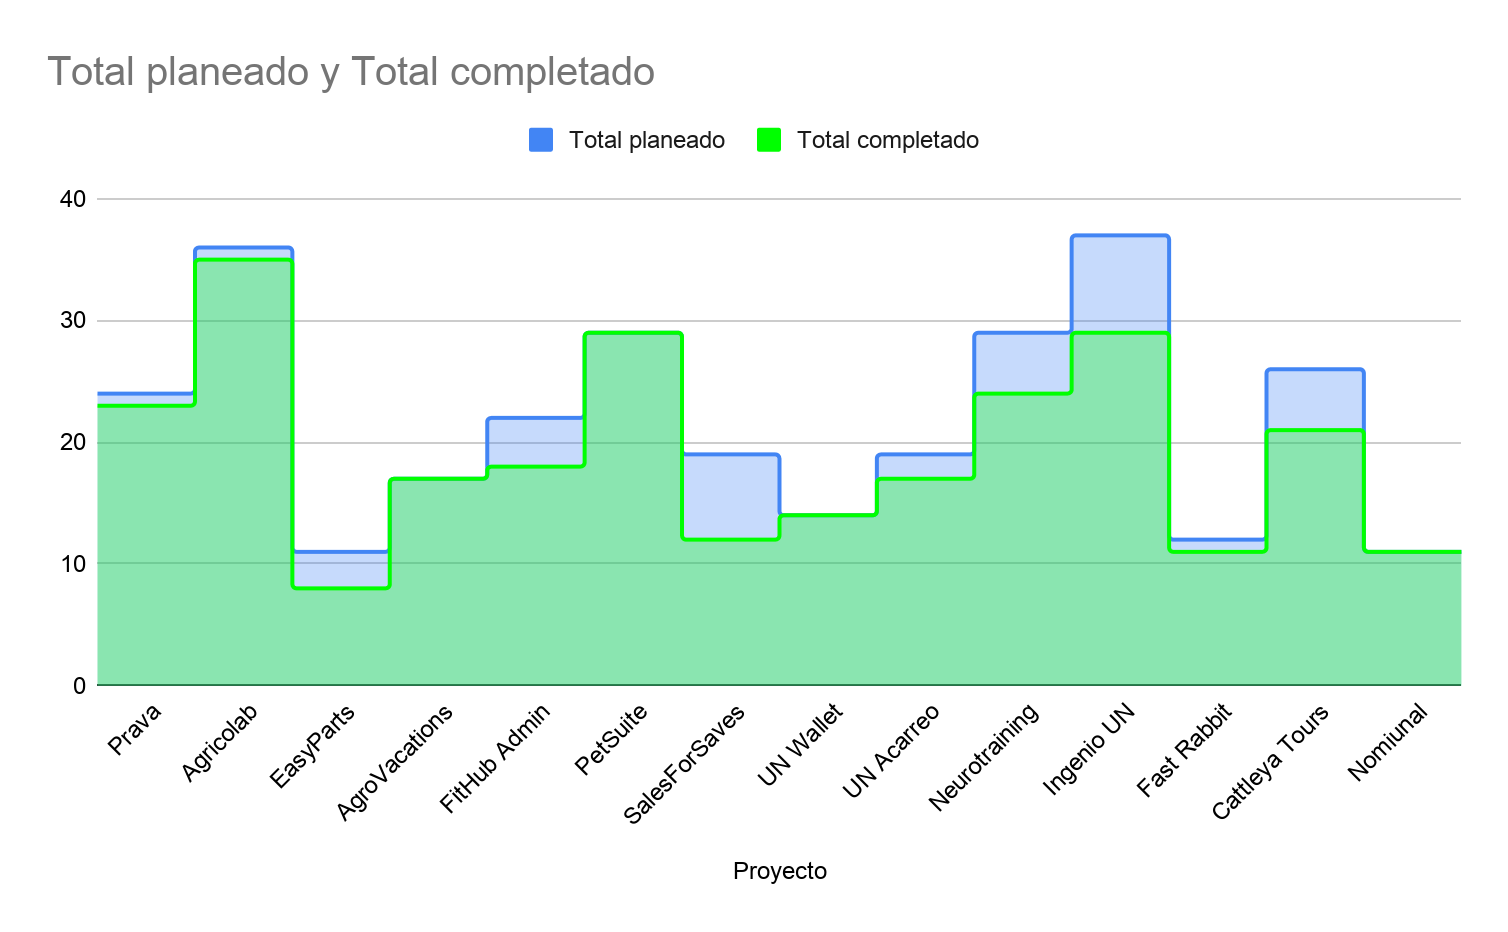 Total planeado y Total completado
Total planeado
Total completado
40
30
20
10
0
Prava
Agricolab
EasyParts
AgroVacations
FitHub Admin
PetSuite
SalesForSaves
UN Wallet
UN Acarreo
Neurotraining
Ingenio UN
Fast Rabbit
Cattleya Tours
Nomiunal
Proyecto